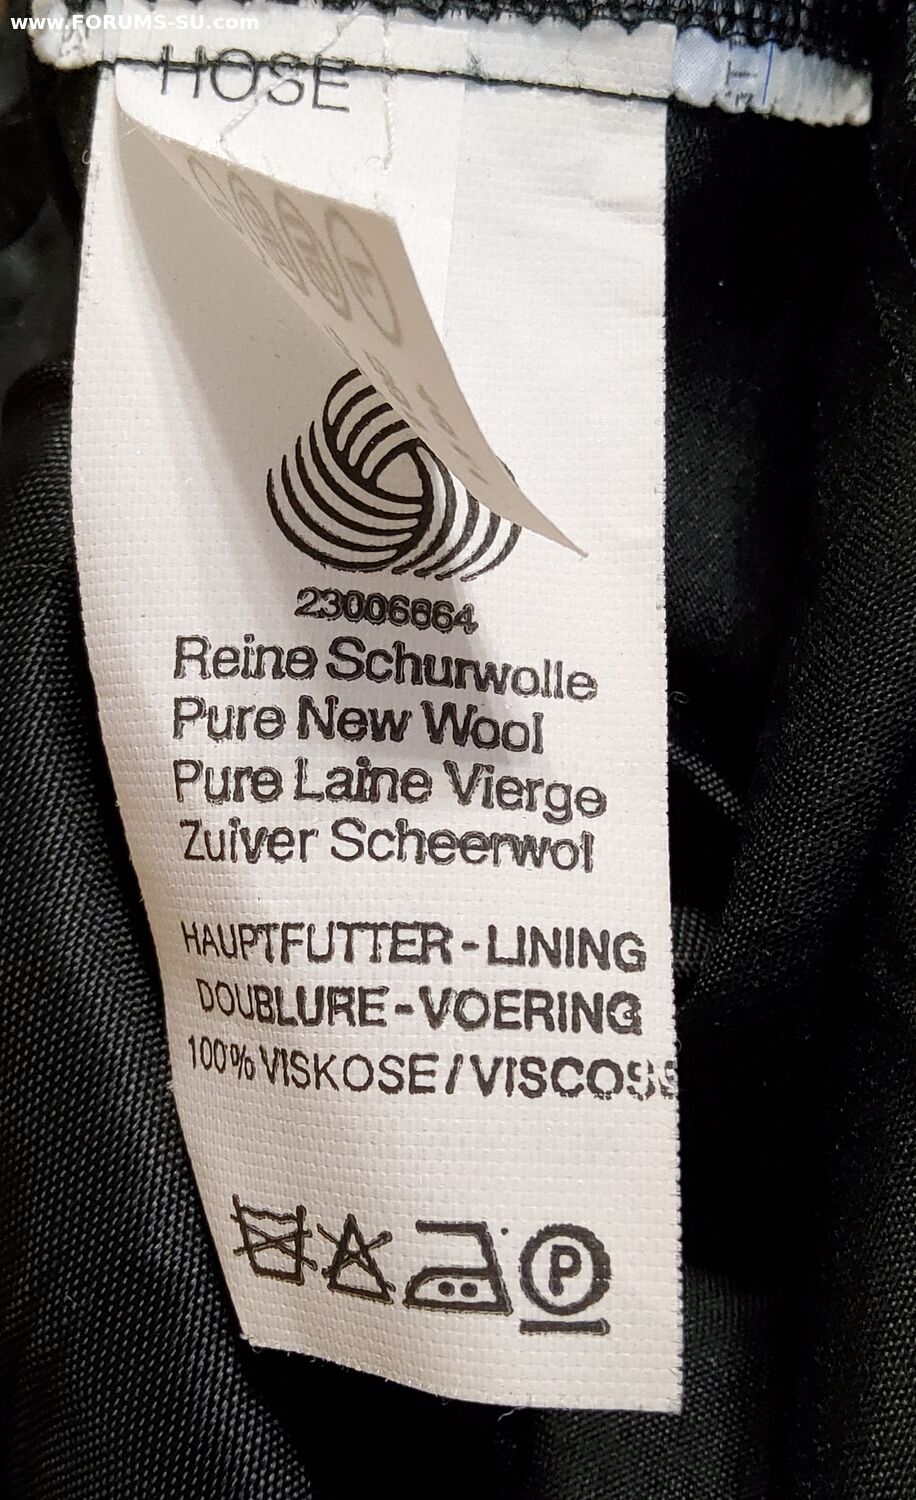 www.FORUMS-SU.com
HOSE
23006664
Reine Schurwolle
Pure New Wool
Pure Laine Vierge
Zuiver Scheerwol
HAUPTFUTTER-LINING
DOUBLURE-VOERING
100% VISKOSE/VISCOSE
P